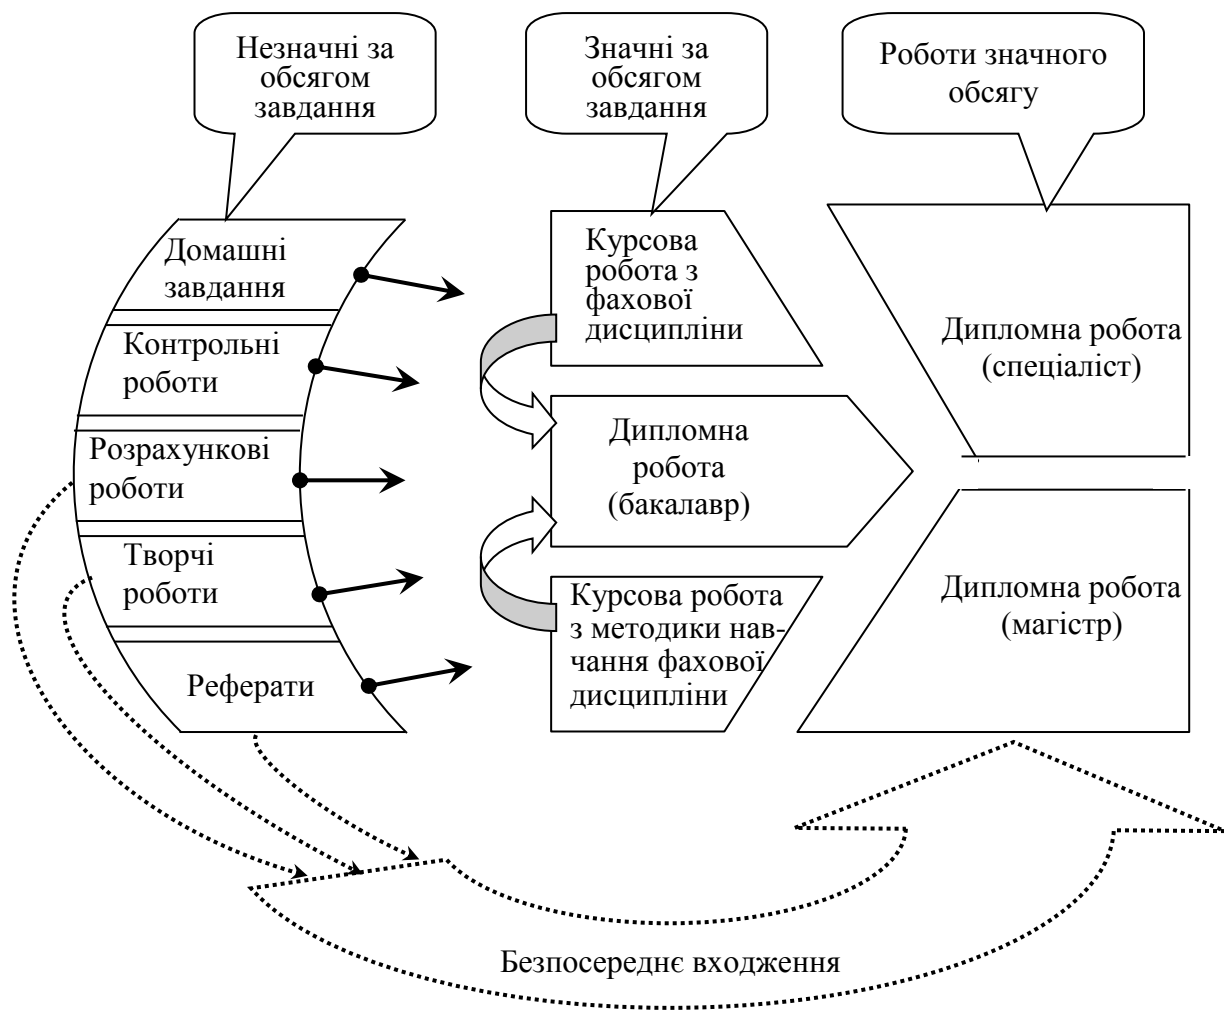 Незначні за
обсягом
завдання
Значні за
обсягом
завдання
Роботи значного
обсягу
Домашні
завдання
Контрольні
роботи
Розрахункові
роботи
Творчі
роботи
Реферати
Курсова
робота з
фахової
дисципліни
Дипломна
робота
(бакалавр)
Курсова робота
з методики нав-
чання фахової
дисципліни
Дипломна робота
(спеціаліст)
Дипломна робота
(магістр)
Безпосереднє входження